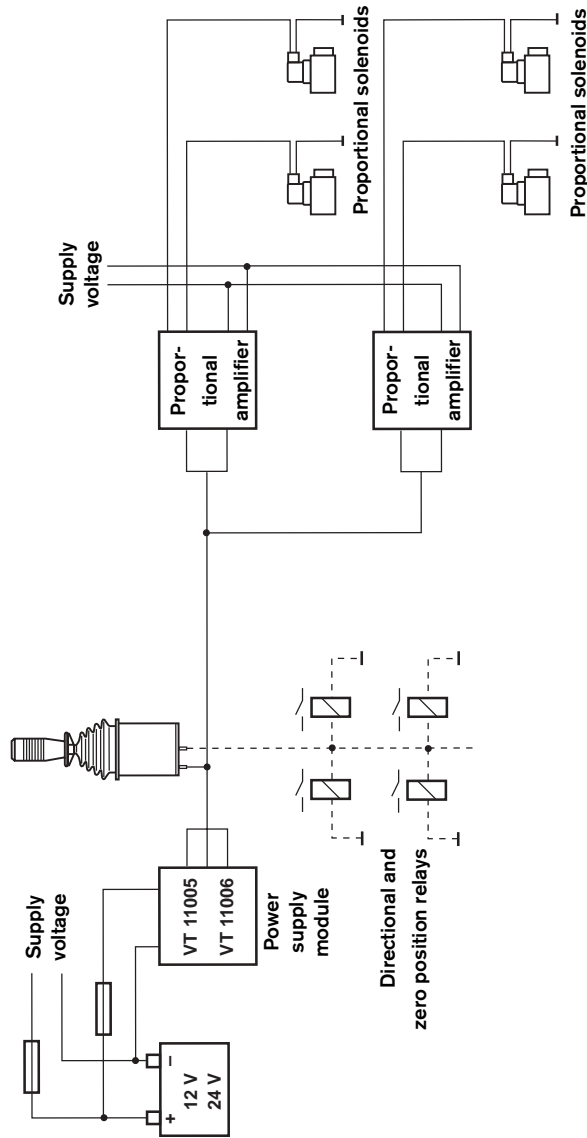 + –
12 V
24 V
Supply
voltage
VT 11005
VT 11006
Power
supply
module
Directional and
zero position relays
Supply
voltage
Propor-
tional
amplifier
Propor-
tional
amplifier
Proportional solenoids
Proportional solenoids